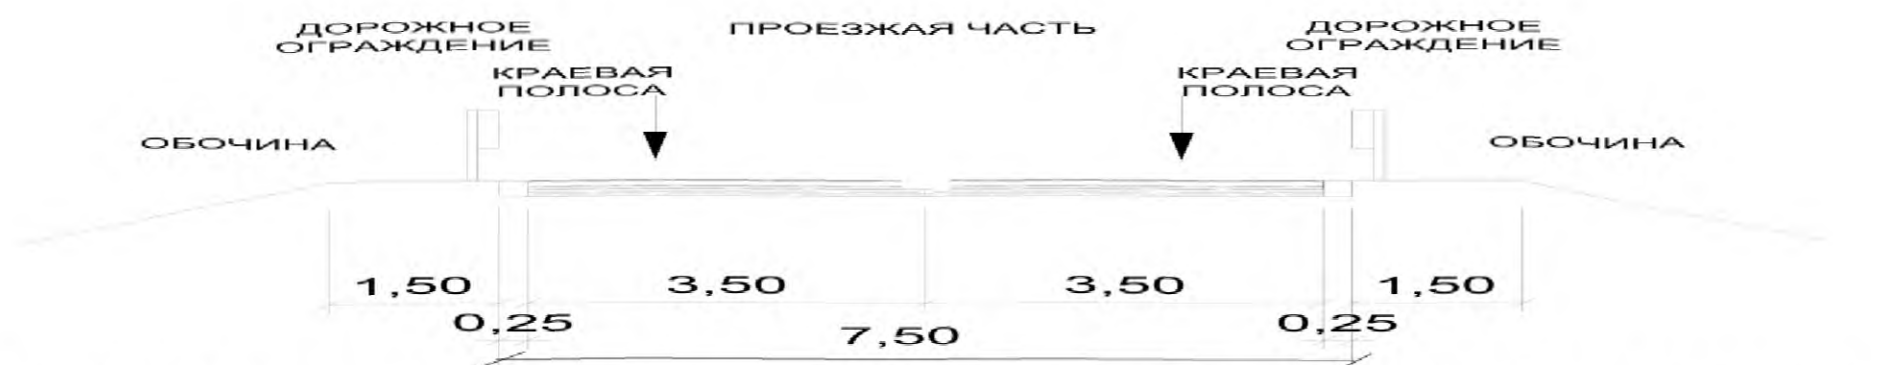 ДОРОЖНОЕ
ОГРАЖДЕНИЕ
ПРОЕЗЖАЯ ЧАСТЬ
ДОРОЖНОЕ
ОГРАЖДЕНИЕ
КРАЕВАЯ
ПОЛОСА
КРАЕВАЯ
ПОЛОСА
ОБОЧИНА
ОБОЧИНА
1,50
3,50
3,50
1,50
0,25
7,50
0,25